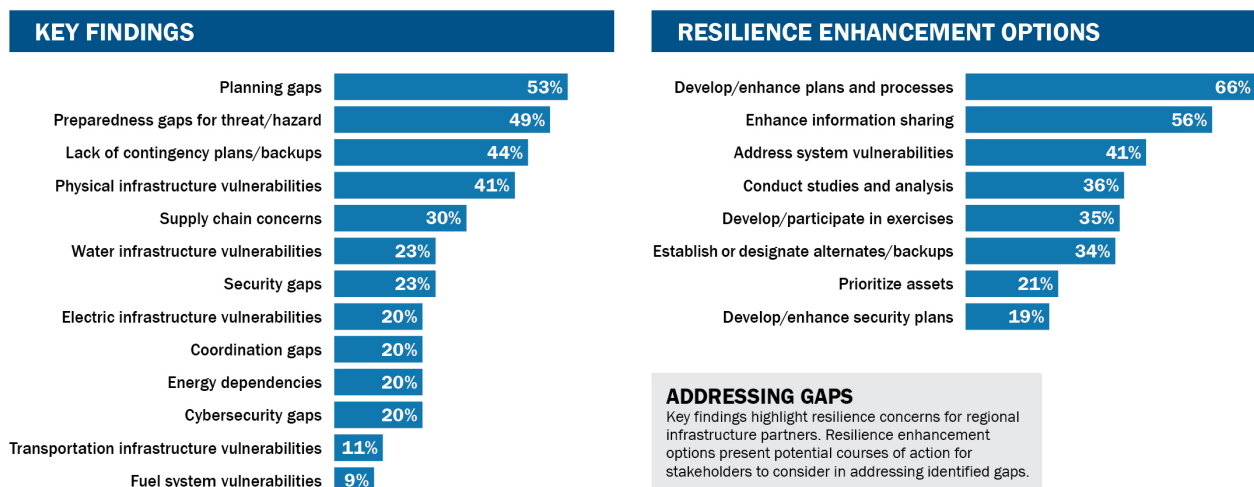 KEY FINDINGS
Planning gaps 53%
Preparedness gaps for threat/hazard 49%
Lack of contingency plans/backups 44%
Physical infrastructure vulnerabilities 41%
Supply chain concerns 30%
Water infrastructure vulnerabilities 23%
Security gaps 23%
Electric infrastructure vulnerabilities 20%
Coordination gaps 20%
Energy dependencies 20%
Cybersecurity gaps 20%
Transportation infrastructure vulnerabilities 11%
Fuel system vulnerabilities 9%
RESILIENCE ENHANCEMENT OPTIONS
Develop/enhance plans and processes 66%
Enhance information sharing 56%
Address system vulnerabilities 41%
Conduct studies and analysis 36%
Develop/participate in exercises 35%
Establish or designate alternates/backups 34%
Prioritize assets 21%
Develop/enhance security plans 19%
ADDRESSING GAPS
Key findings highlight resilience concerns for regional
infrastructure partners. Resilience enhancement
options present potential courses of action for
stakeholders to consider in addressing identified gaps.